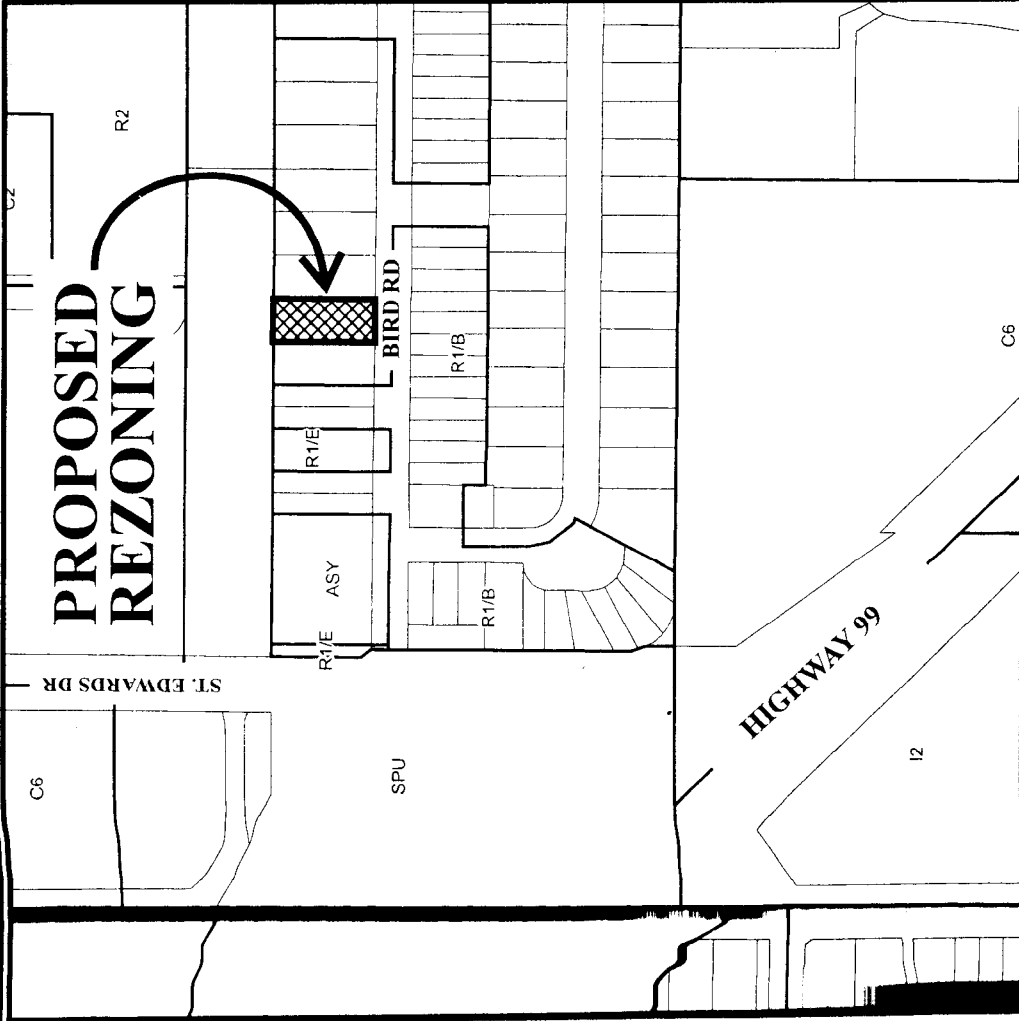 PROPOSED
REZONING
C2
R2
BIRD RD
R1/B
R1/E
ASY
R1/E
R1/B
ST. EDWARDS DR
C6
SPU
HIGHWAY 99
C6
I2